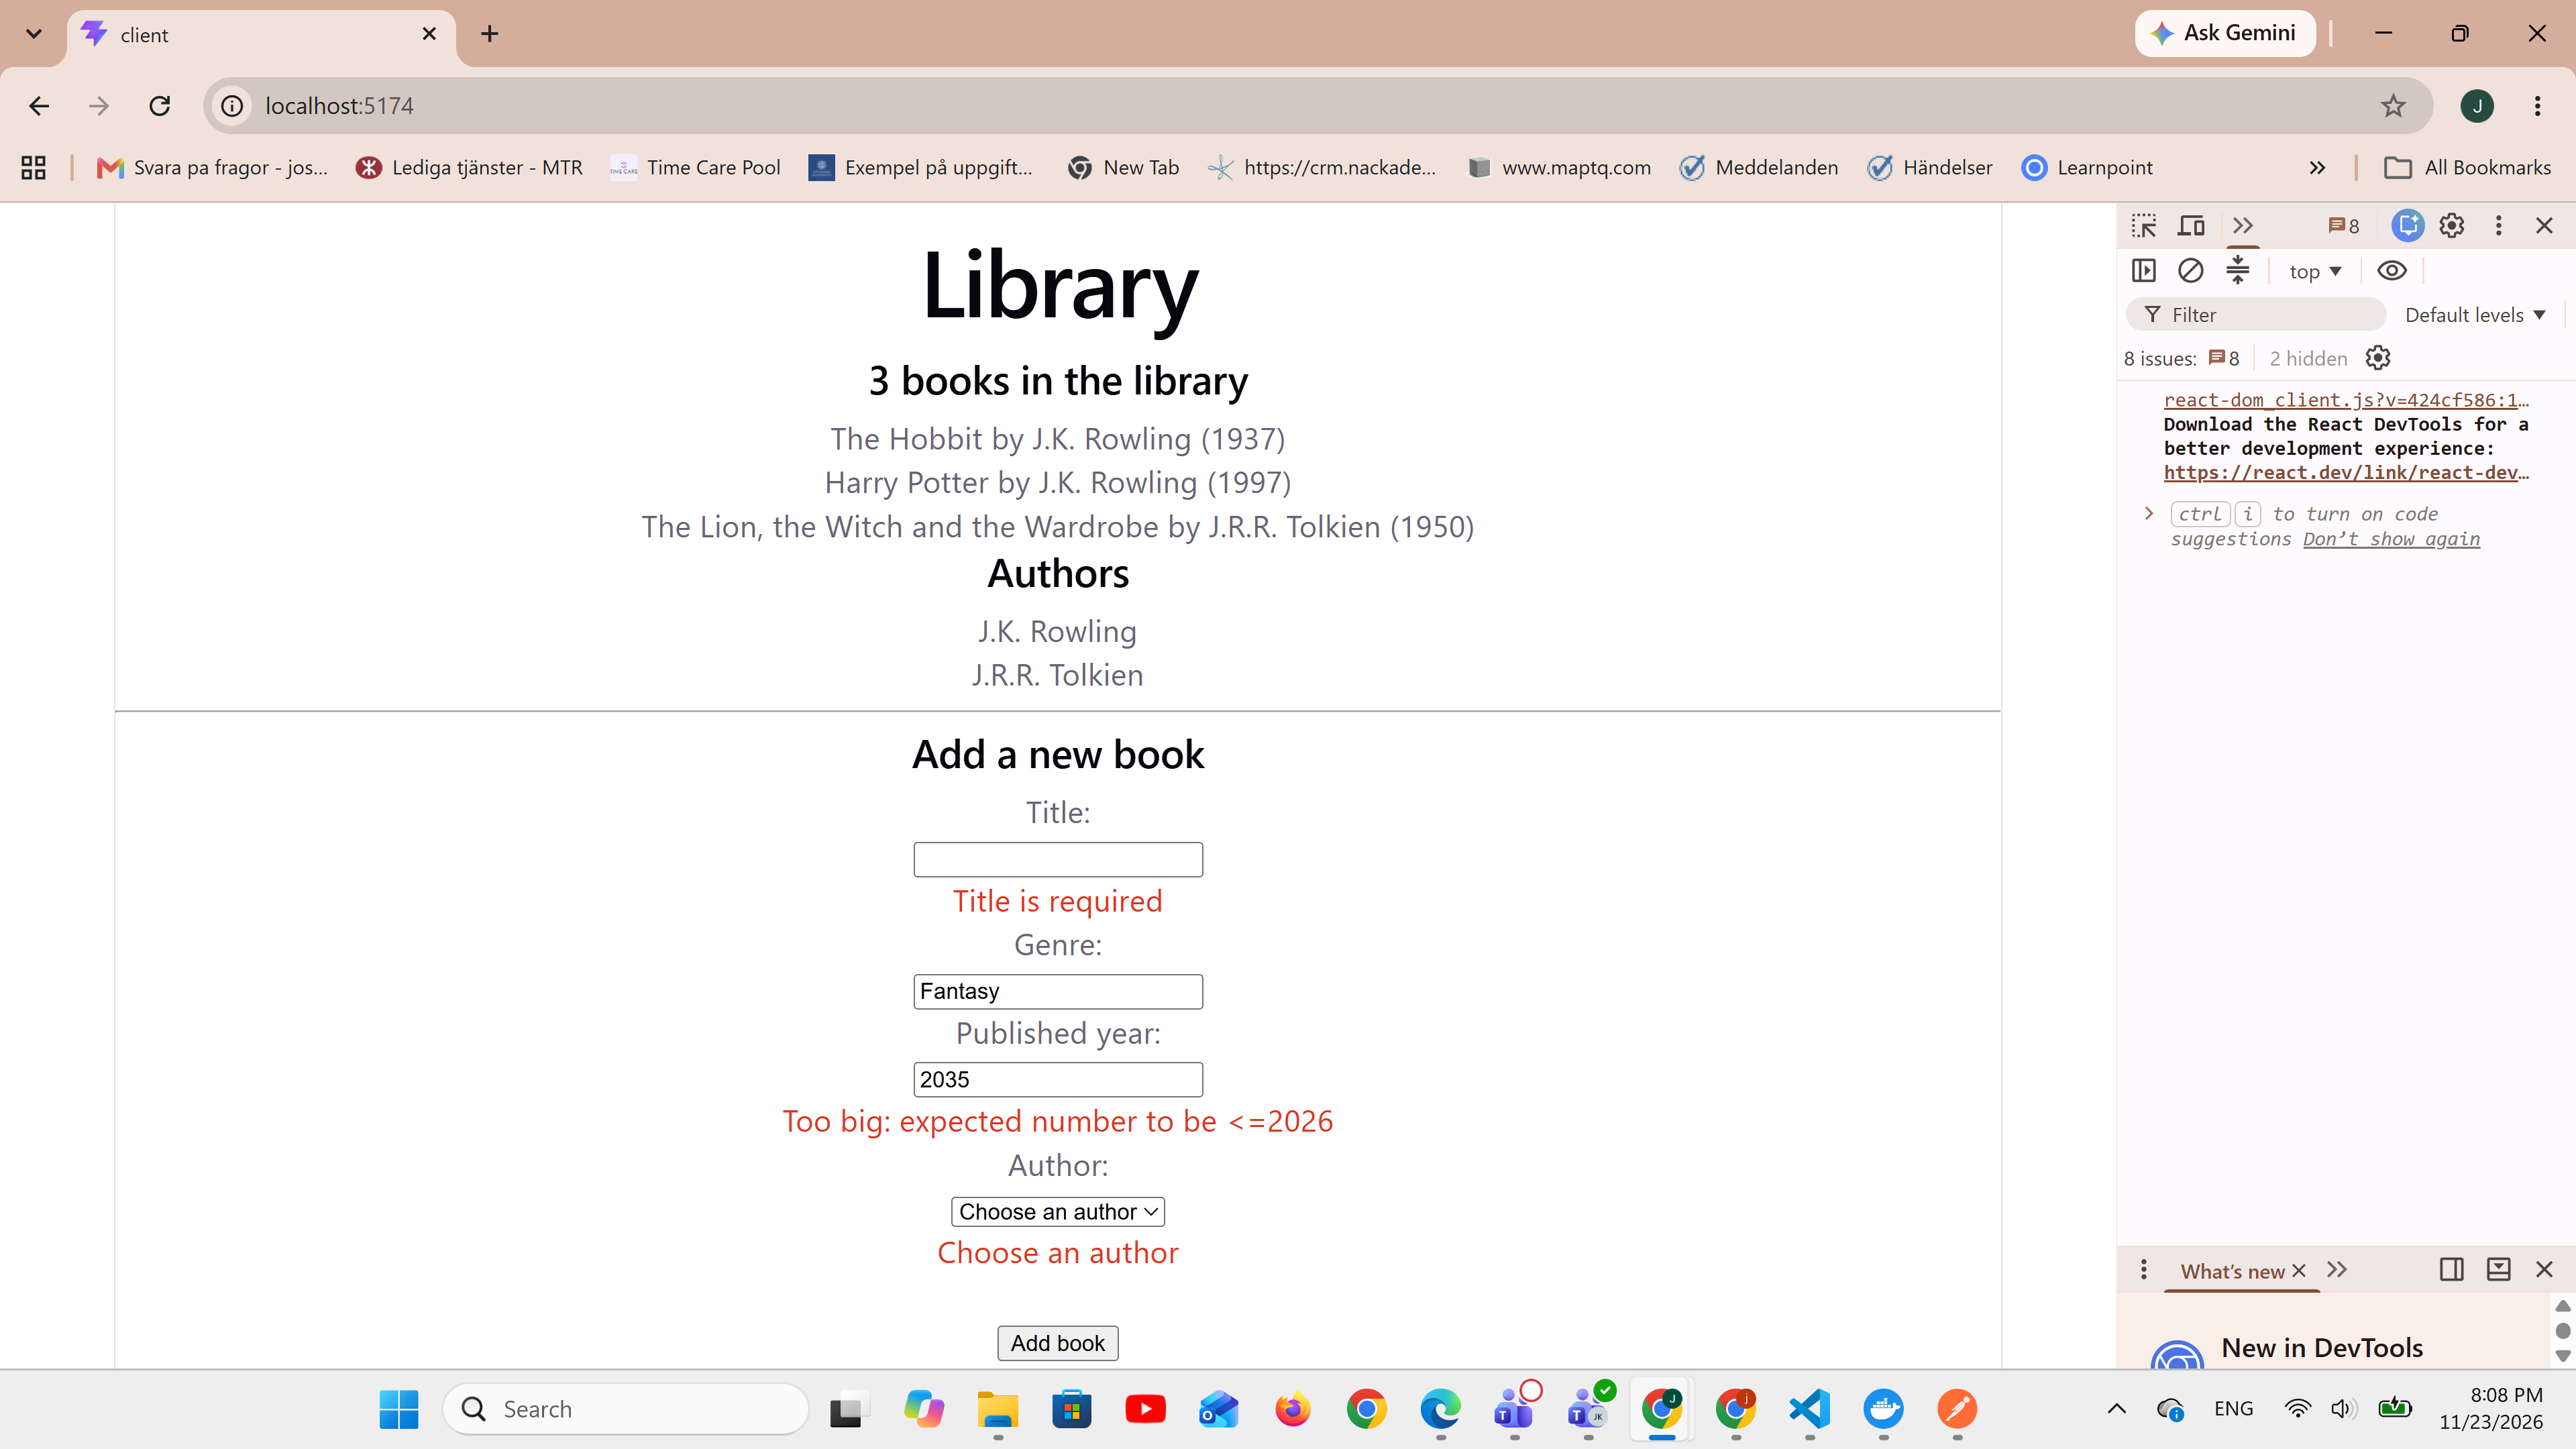 client
Ask Gemini
localhost:5174
Svara pa fragor - jos...
Lediga tjänster - MTR
TIME CARE
Time Care Pool
Exempel på uppgift...
New Tab
https://crm.nackade...
www.maptq.com
Meddelanden
Händelser
Learnpoint
All Bookmarks
J
8
top
Filter
Default levels
8 issues: 8
2 hidden
react-dom_client.js?v=424cf586:1…
Download the React DevTools for a
better development experience:
https://react.dev/link/react-dev…
ctrl i to turn on code
suggestions Don’t show again
Library
3 books in the library
The Hobbit by J.K. Rowling (1937)
Harry Potter by J.K. Rowling (1997)
The Lion, the Witch and the Wardrobe by J.R.R. Tolkien (1950)
Authors
J.K. Rowling
J.R.R. Tolkien
Add a new book
Title:
Title is required
Genre:
Fantasy
Published year:
2035
Too big: expected number to be <=2026
Author:
Choose an author
Choose an author
Add book
What’s new
New in DevTools
Search
T
T
JK
J
j
ENG
8:08 PM
11/23/2026